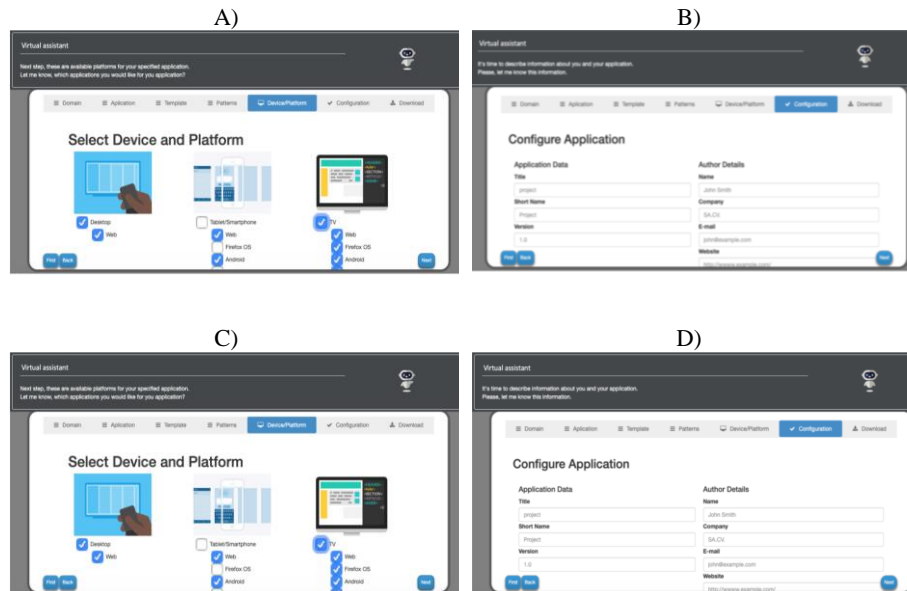 A)
Virtual assistant
Next step, these are available platforms for your specified application.
Let me know, which applications you would like for you application?
Domain Aplication Template Patterns Device/Platform Configuration Download
Select Device and Platform
Desktop Tablet/Smartphone TV
Web Web Web
Firefox OS Firefox OS
Android Android
First Back Next
B)
Virtual assistant
It's time to describe information about you and your application.
Please, let me know this information.
Domain Aplication Template Patterns Device/Platform Configuration Download
Configure Application
Application Data Author Details
Title Name
project John Smith
Short Name Company
Project SA.CV.
Version E-mail
1.0 john@example.com
Website
http://www.example.com/
First Back Next
C)
Virtual assistant
Next step, these are available platforms for your specified application.
Let me know, which applications you would like for you application?
Domain Aplication Template Patterns Device/Platform Configuration Download
Select Device and Platform
Desktop Tablet/Smartphone TV
Web Web Web
Firefox OS Firefox OS
Android Android
First Back Next
D)
Virtual assistant
It's time to describe information about you and your application.
Please, let me know this information.
Domain Aplication Template Patterns Device/Platform Configuration Download
Configure Application
Application Data Author Details
Title Name
project John Smith
Short Name Company
Project SA.CV.
Version E-mail
1.0 john@example.com
Website
http://www.example.com/
First Back Next